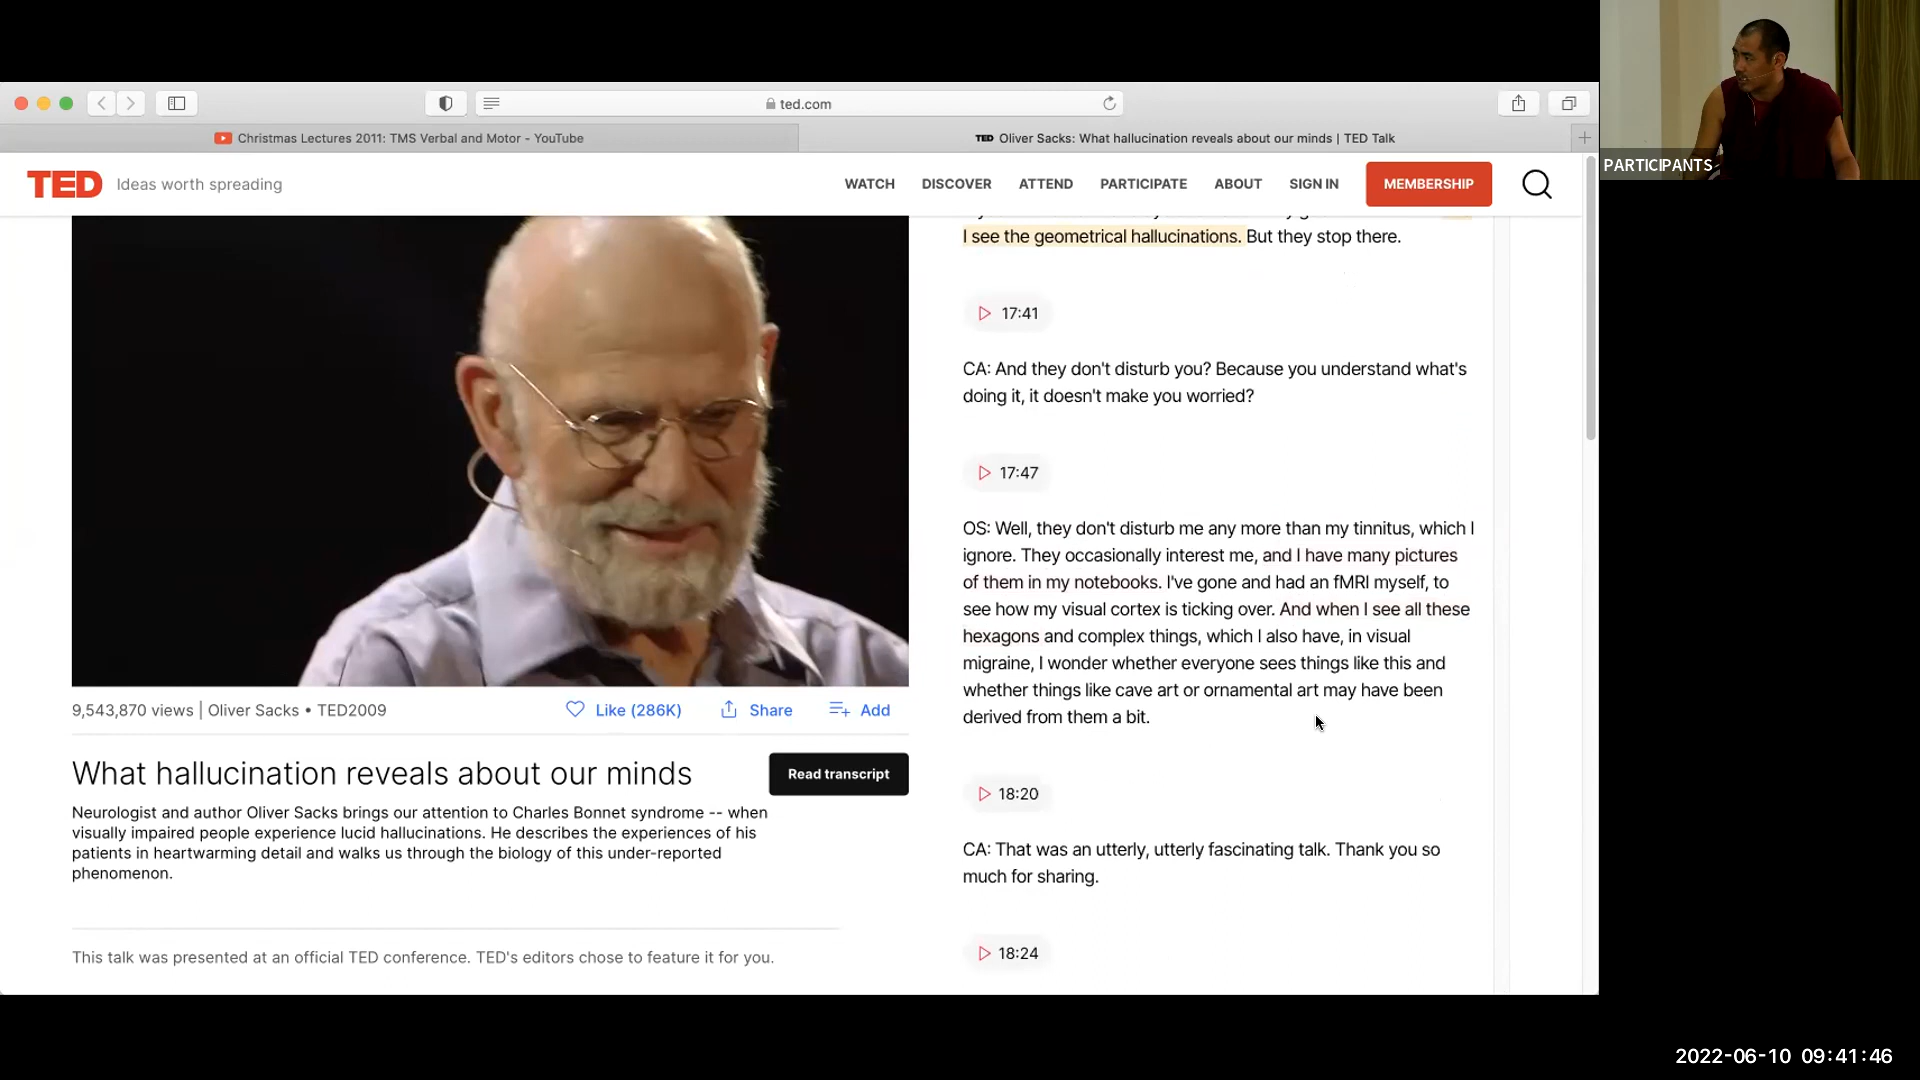 ted.com
Christmas Lectures 2011: TMS Verbal and Motor - YouTube
TED Oliver Sacks: What hallucination reveals about our minds | TED Talk
TED Ideas worth spreading
WATCH DISCOVER ATTEND PARTICIPATE ABOUT SIGN IN MEMBERSHIP
PARTICIPANTS
I see the geometrical hallucinations. But they stop there.
17:41
CA: And they don't disturb you? Because you understand what's
doing it, it doesn't make you worried?
17:47
OS: Well, they don't disturb me any more than my tinnitus, which I
ignore. They occasionally interest me, and I have many pictures
of them in my notebooks. I've gone and had an fMRI myself, to
see how my visual cortex is ticking over. And when I see all these
hexagons and complex things, which I also have, in visual
migraine, I wonder whether everyone sees things like this and
whether things like cave art or ornamental art may have been
derived from them a bit.
18:20
CA: That was an utterly, utterly fascinating talk. Thank you so
much for sharing.
18:24
9,543,870 views | Oliver Sacks • TED2009
Like (286K) Share Add
What hallucination reveals about our minds
Read transcript
Neurologist and author Oliver Sacks brings our attention to Charles Bonnet syndrome -- when
visually impaired people experience lucid hallucinations. He describes the experiences of his
patients in heartwarming detail and walks us through the biology of this under-reported
phenomenon.
This talk was presented at an official TED conference. TED's editors chose to feature it for you.
2022-06-10 09:41:46